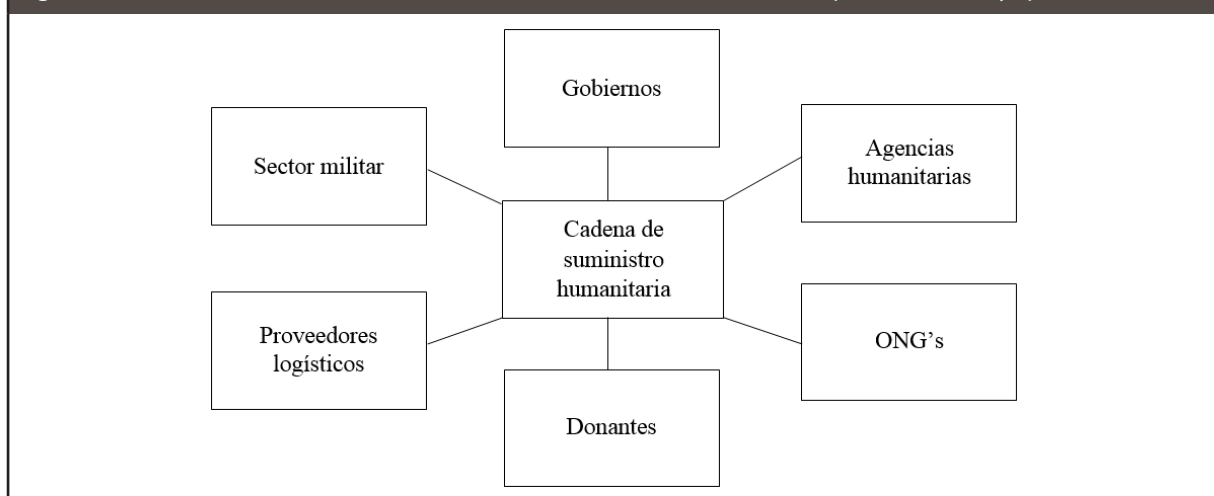 Gobiernos
Sector militar
Agencias
humanitarias
Cadena de
suministro
humanitaria
Proveedores
logísticos
ONG’s
Donantes